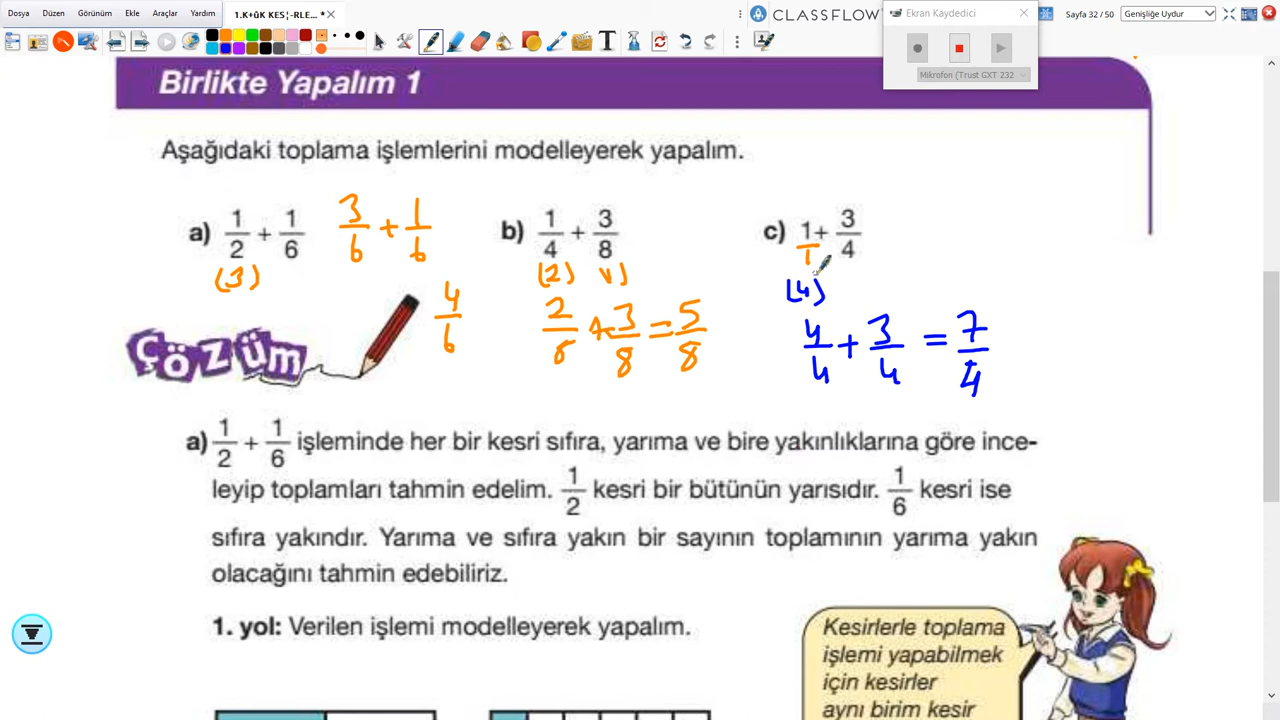 Dosya Düzen Görünüm Ekle Araçlar Yardım
1.K+ûK KES¦-RLE... *
CLASSFLOW
Ekran Kaydedici
Sayfa 32 / 50
Genişliğe Uydur
Mikrofon (Trust GXT 232
Birlikte Yapalım 1
Aşağıdaki toplama işlemlerini modelleyerek yapalım.
a) 1/2 + 1/6 3/6 + 1/6
(3)
4/6
b) 1/4 + 3/8
(2)
2/ + 3/8 = 5/8
c) 1 + 3/4
1
(4)
4/4 + 3/4 = 7/4
ÇÖZÜM
a) 1/2 + 1/6 işleminde her bir kesri sıfıra, yarıma ve bire yakınlıklarına göre ince-
leyip toplamları tahmin edelim. 1/2 kesri bir bütünün yarısıdır. 1/6 kesri ise
sıfıra yakındır. Yarıma ve sıfıra yakın bir sayının toplamının yarıma yakın
olacağını tahmin edebiliriz.
1. yol: Verilen işlemi modelleyerek yapalım.
Kesirlerle toplama
işlemi yapabilmek
için kesirler
aynı birim kesir